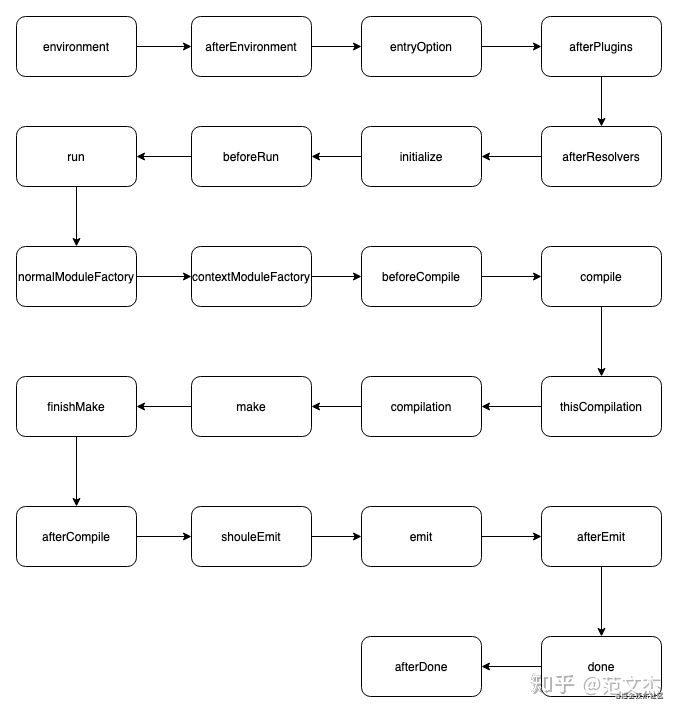 environment
afterEnvironment
entryOption
afterPlugins
run
beforeRun
initialize
afterResolvers
normalModuleFactory
contextModuleFactory
beforeCompile
compile
finishMake
make
compilation
thisCompilation
afterCompile
shouleEmit
emit
afterEmit
afterDone
done
知乎 @范文杰